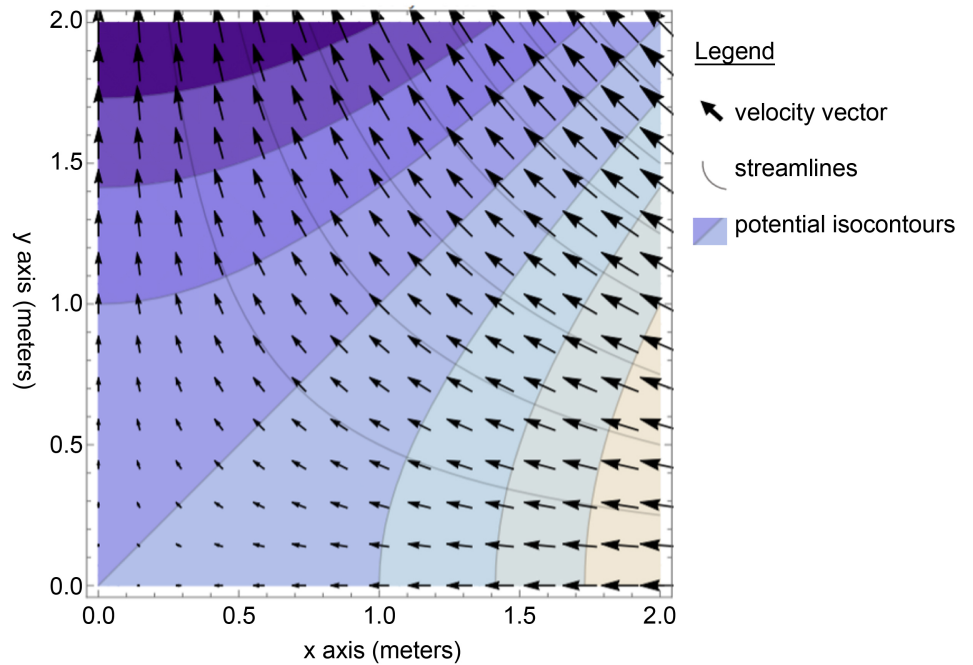 2.0
1.5
1.0
0.5
0.0
y axis (meters)
0.0 0.5 1.0 1.5 2.0
x axis (meters)
Legend
velocity vector
streamlines
potential isocontours